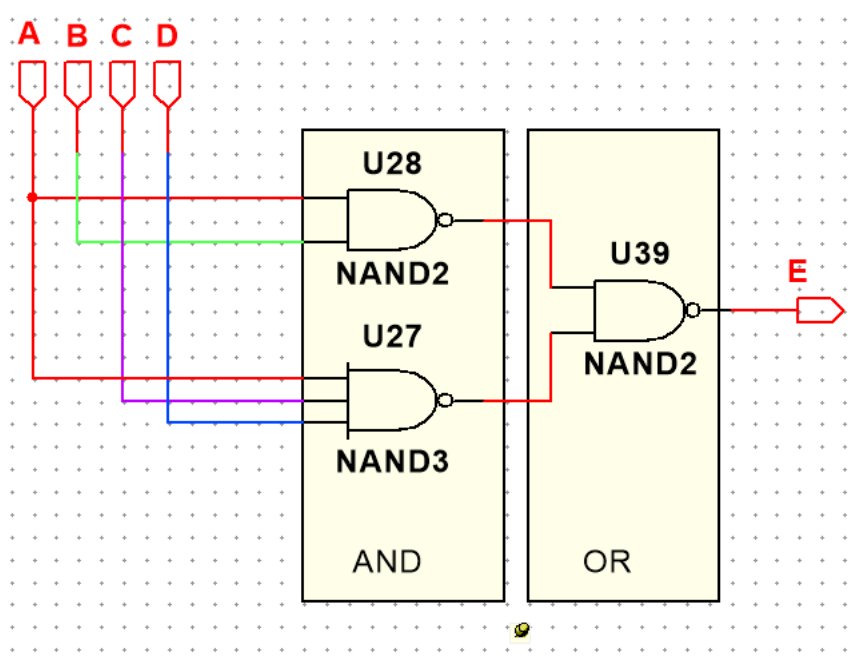 A B C D
U28
NAND2
U27
NAND3
AND
U39
NAND2
OR
E